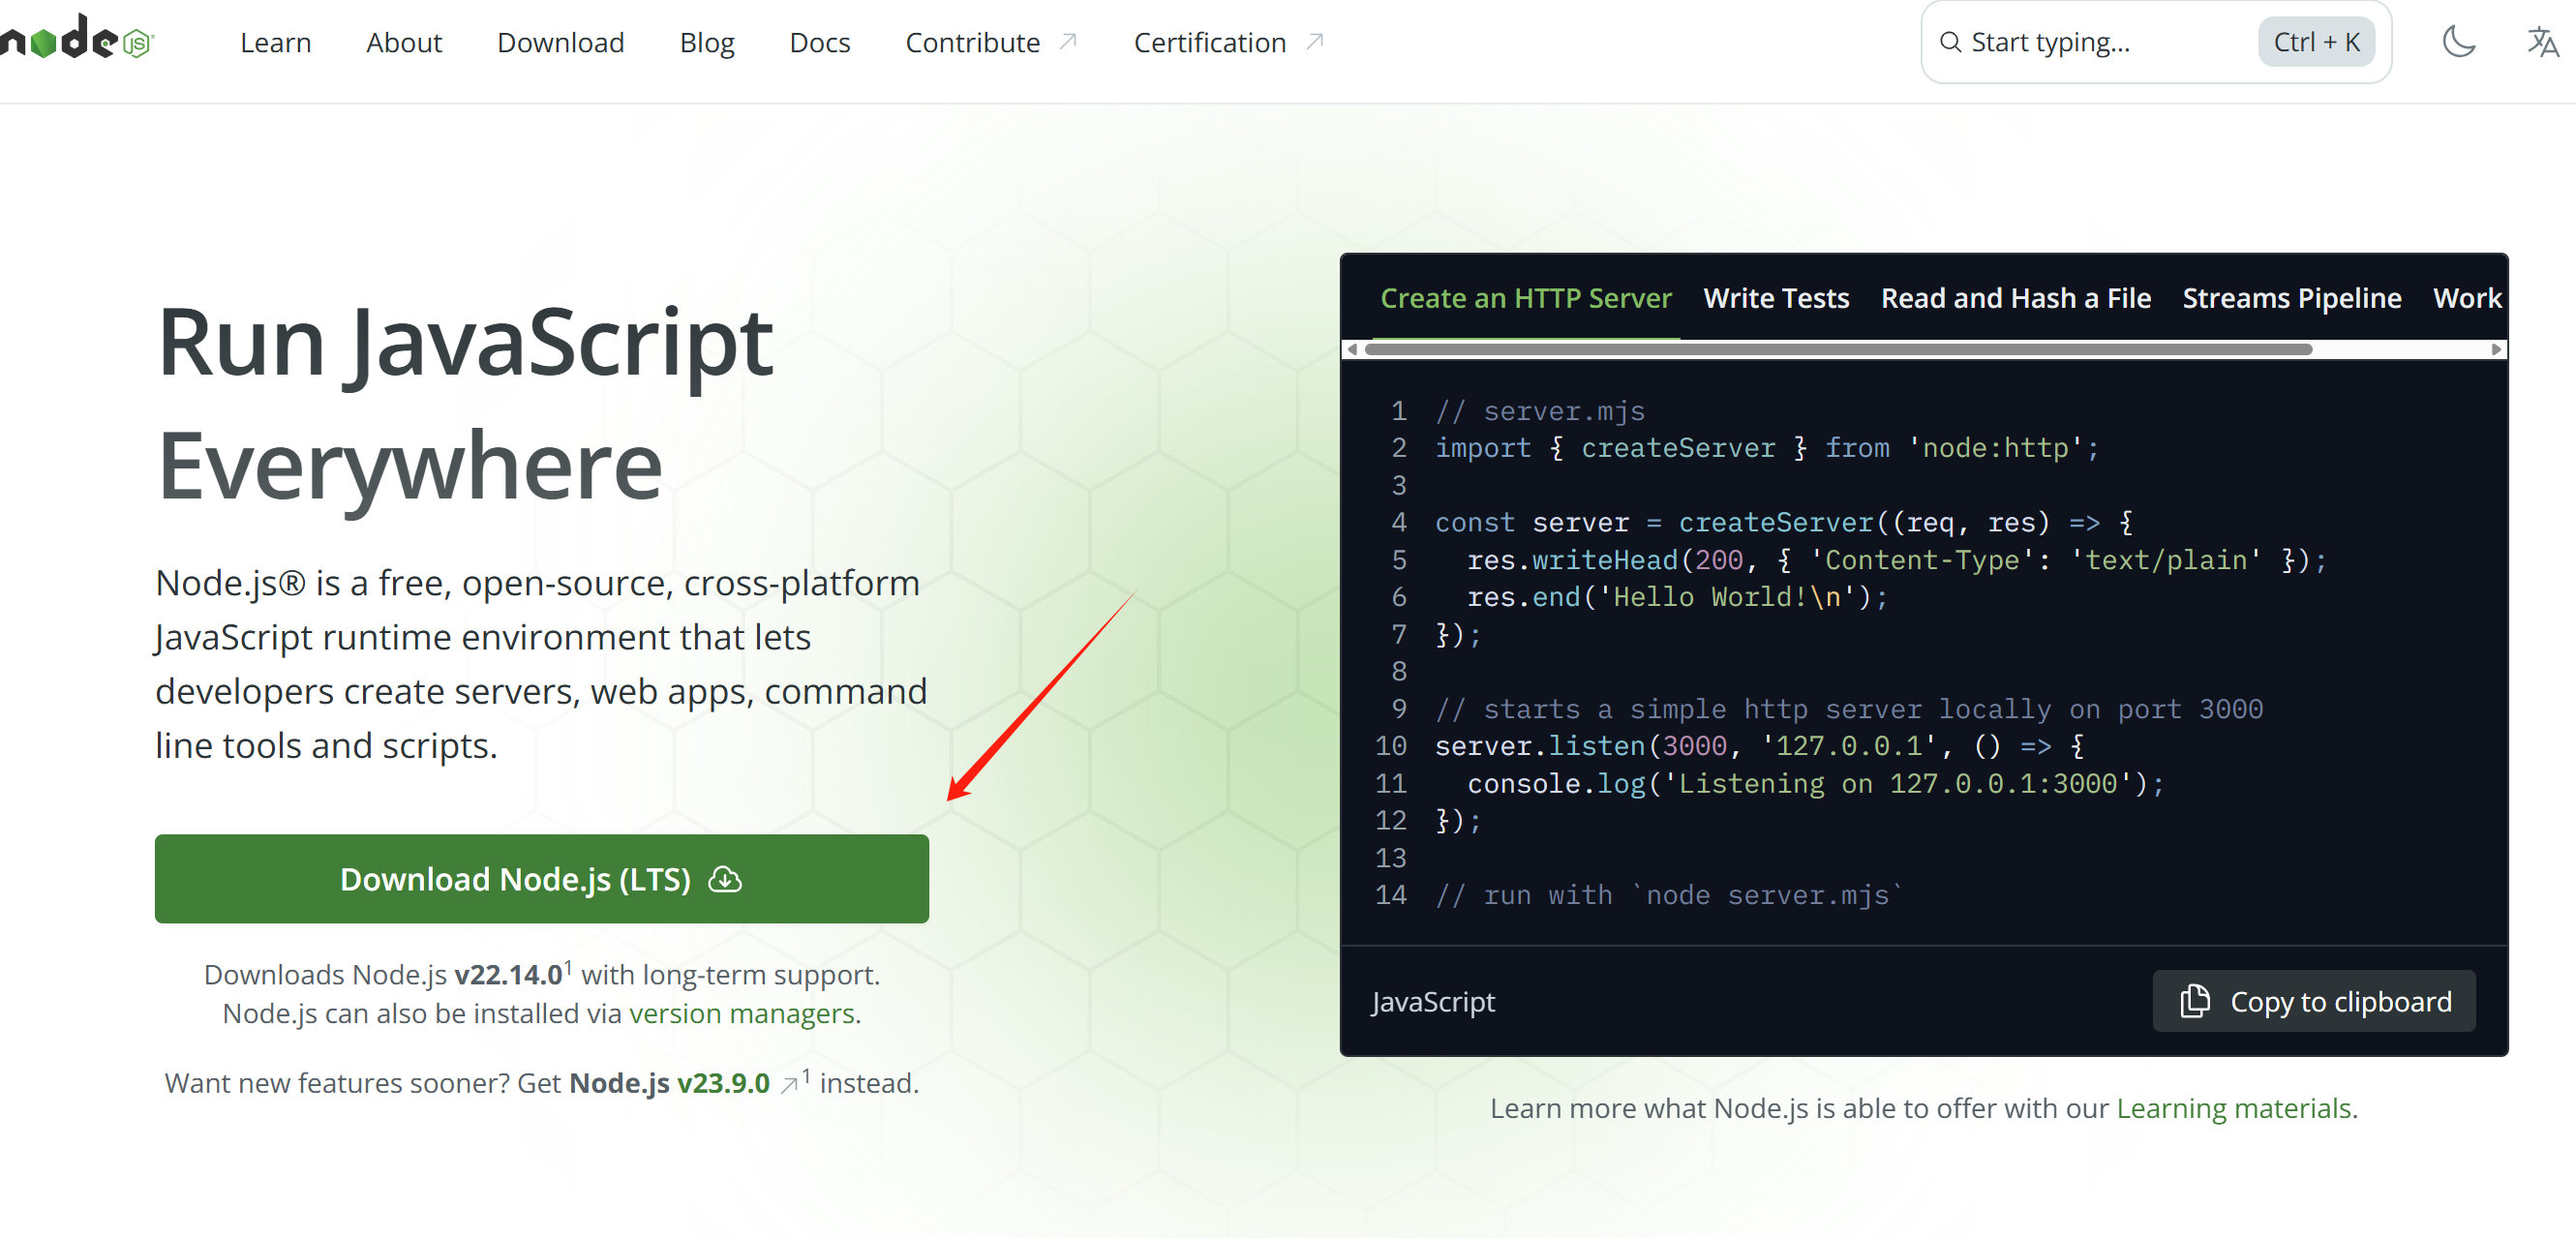 node js
Learn About Download Blog Docs Contribute Certification
Start typing... Ctrl + K
Run JavaScript
Everywhere
Node.js® is a free, open-source, cross-platform
JavaScript runtime environment that lets
developers create servers, web apps, command
line tools and scripts.
Download Node.js (LTS)
Downloads Node.js v22.14.0¹ with long-term support.
Node.js can also be installed via version managers.
Want new features sooner? Get Node.js v23.9.0 ¹ instead.
Create an HTTP Server Write Tests Read and Hash a File Streams Pipeline Work
1 // server.mjs
2 import { createServer } from 'node:http';
3
4 const server = createServer((req, res) => {
5   res.writeHead(200, { 'Content-Type': 'text/plain' });
6   res.end('Hello World!\n');
7 });
8
9 // starts a simple http server locally on port 3000
10 server.listen(3000, '127.0.0.1', () => {
11   console.log('Listening on 127.0.0.1:3000');
12 });
13
14 // run with `node server.mjs`
JavaScript
Copy to clipboard
Learn more what Node.js is able to offer with our Learning materials.